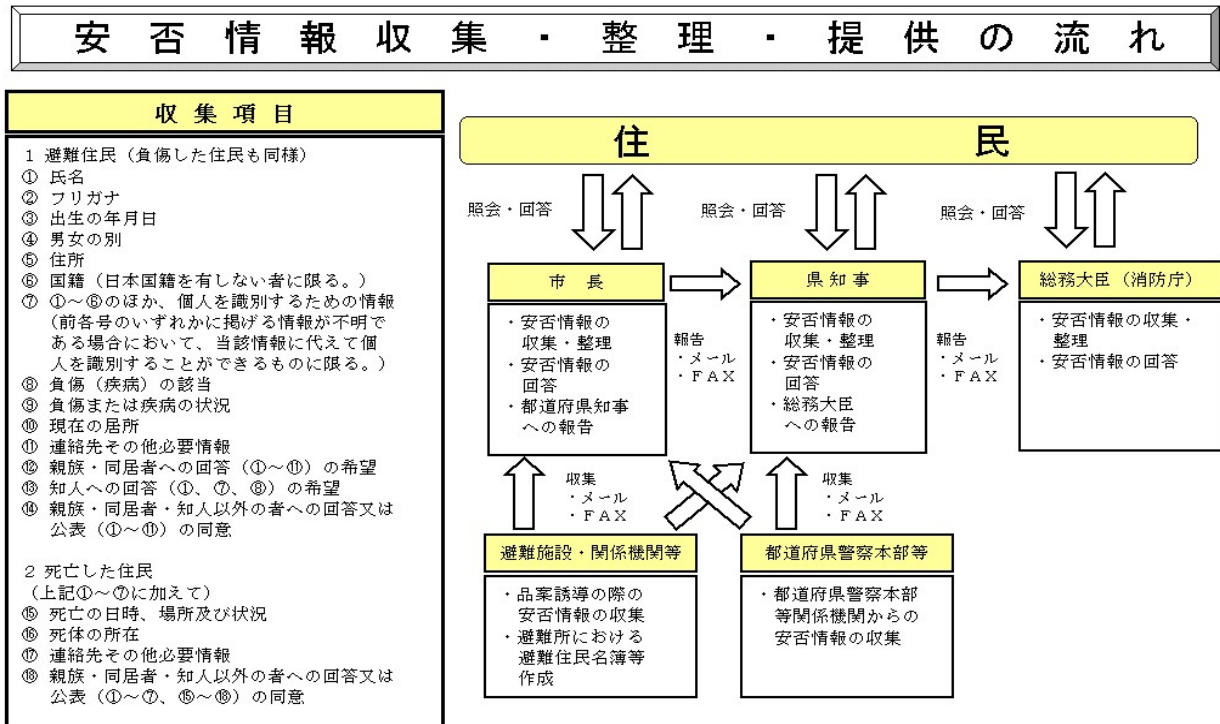 安否情報収集・整理・提供の流れ
収集項目
1 避難住民（負傷した住民も同様）
① 氏名
② フリガナ
③ 出生の年月日
④ 男女の別
⑤ 住所
⑥ 国籍（日本国籍を有しない者に限る。）
⑦ ①～⑥のほか、個人を識別するための情報
（前各号のいずれかに掲げる情報が不明で
ある場合において、当該情報に代えて個
人を識別することができるものに限る。）
⑧ 負傷（疾病）の該当
⑨ 負傷または疾病の状況
⑩ 現在の居所
⑪ 連絡先その他必要情報
⑫ 親族・同居者への回答（①～⑪）の希望
⑬ 知人への回答（①、⑦、⑧）の希望
⑭ 親族・同居者・知人以外の者への回答又は
公表（①～⑪）の同意
2 死亡した住民
（上記①～⑦に加えて）
⑮ 死亡の日時、場所及び状況
⑯ 死体の所在
⑰ 連絡先その他必要情報
⑱ 親族・同居者・知人以外の者への回答又は
公表（①～⑦、⑮～⑱）の同意
住民
照会・回答
照会・回答
照会・回答
市長
・安否情報の
収集・整理
・安否情報の
回答
・都道府県知事
への報告
報告
・メール
・FAX
県知事
・安否情報の
収集・整理
・安否情報の
回答
・総務大臣
への報告
報告
・メール
・FAX
総務大臣（消防庁）
・安否情報の収集・
整理
・安否情報の回答
収集
・メール
・FAX
収集
・メール
・FAX
避難施設・関係機関等
・品案誘導の際の
安否情報の収集
・避難所における
避難住民名簿等
作成
都道府県警察本部等
・都道府県警察本部
等関係機関からの
安否情報の収集